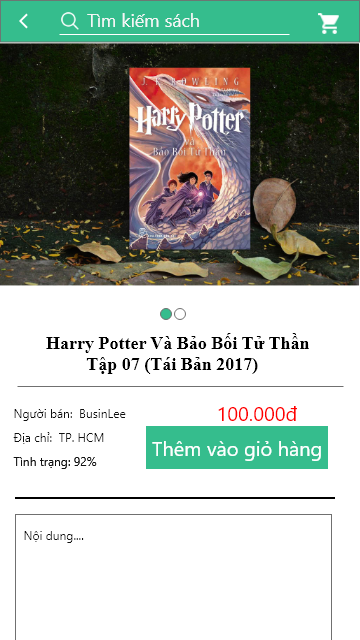 Tìm kiếm sách
J.K. ROWLING
Harry Potter
và
Bảo Bối Tử Thần
Harry Potter Và Bảo Bối Tử Thần
Tập 07 (Tái Bản 2017)
Người bán: BusinLee
100.000đ
Địa chỉ: TP. HCM
Thêm vào giỏ hàng
Tình trạng: 92%
Nội dung....